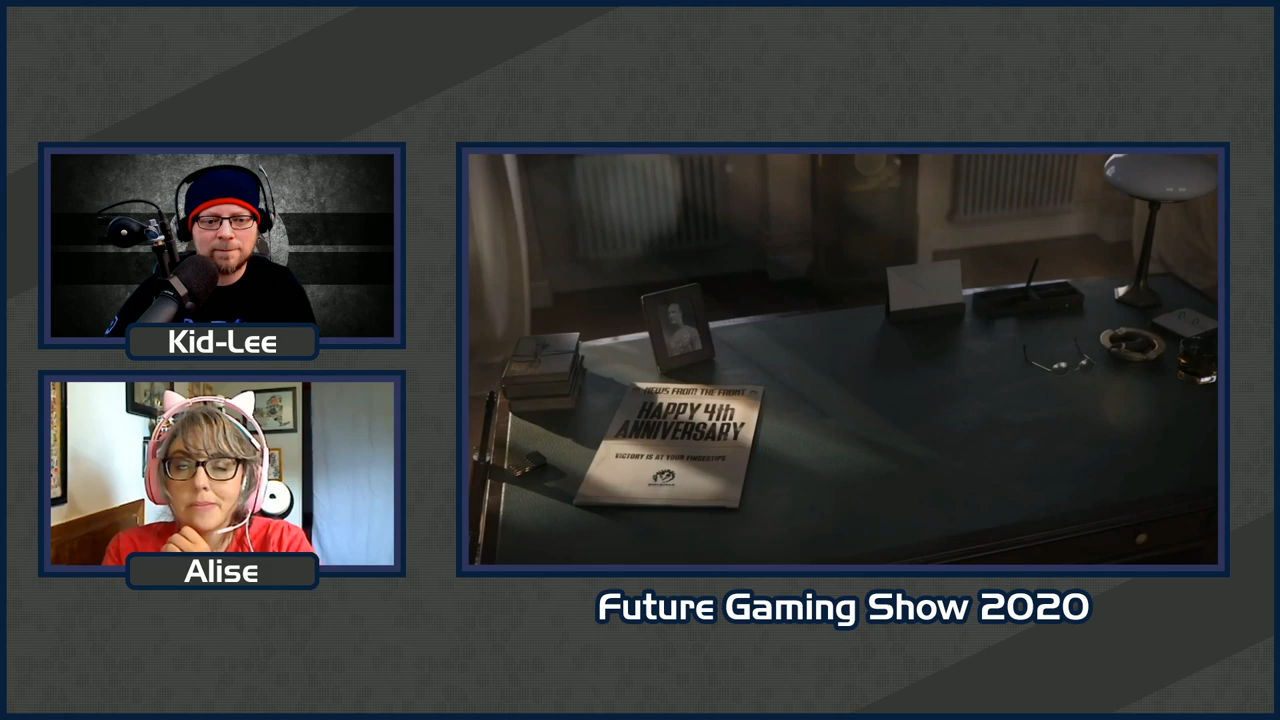 Kid-Lee
Alise
NEWS FROM THE FRONT
HAPPY 4th
ANNIVERSARY
VICTORY IS AT YOUR FINGERTIPS
Future Gaming Show 2020